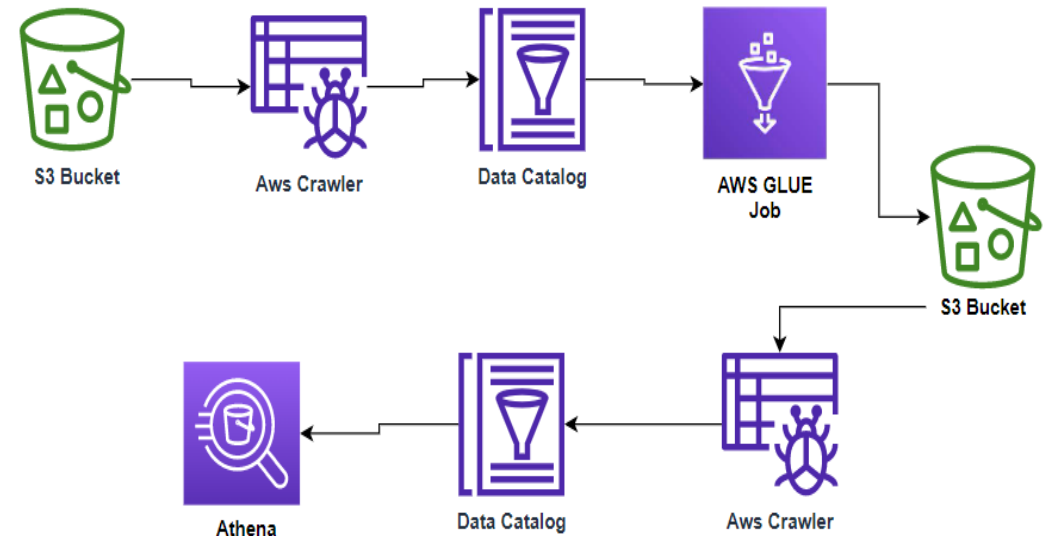 S3 Bucket
Aws Crawler
Data Catalog
AWS GLUE
Job
S3 Bucket
Athena
Data Catalog
Aws Crawler